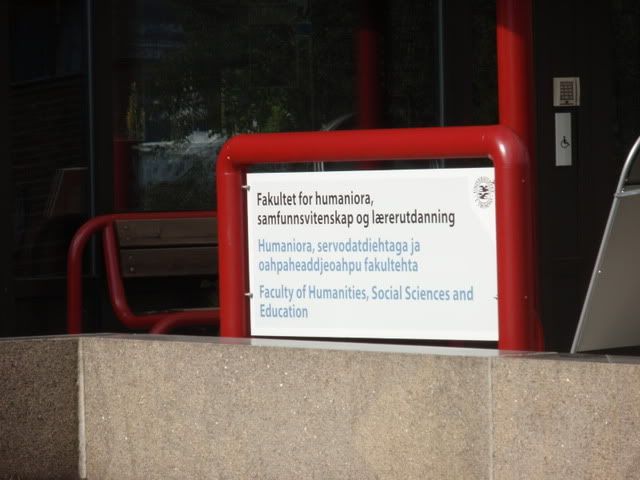 Fakultet for humaniora,
samfunnsvitenskap og lærerutdanning
Humaniora, servodatdiehtaga ja
oahpaheaddjeoahpu fakultehta
Faculty of Humanities, Social Sciences and
Education